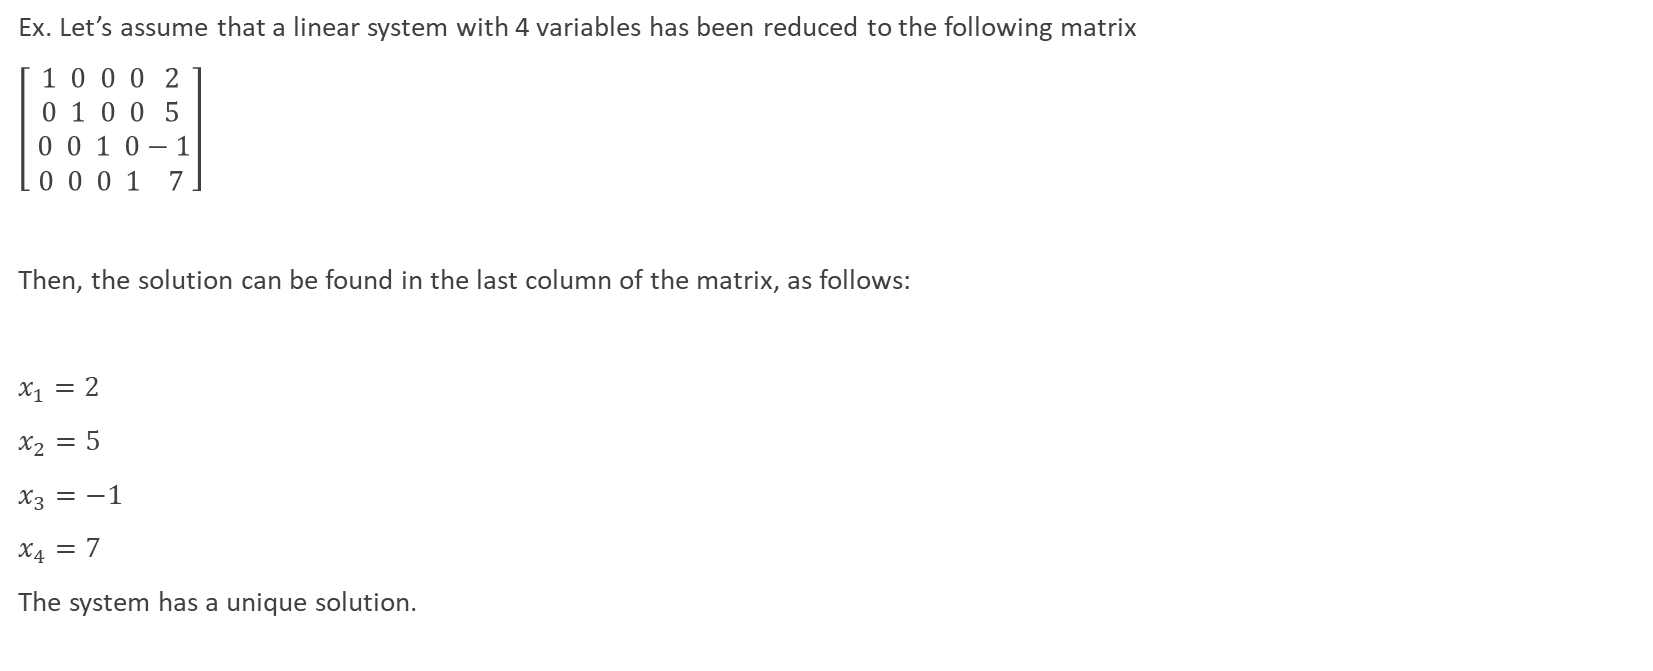 Ex. Let’s assume that a linear system with 4 variables has been reduced to the following matrix
1 0 0 0 2
0 1 0 0 5
0 0 1 0 − 1
0 0 0 1 7
Then, the solution can be found in the last column of the matrix, as follows:
x₁ = 2
x₂ = 5
x₃ = −1
x₄ = 7
The system has a unique solution.